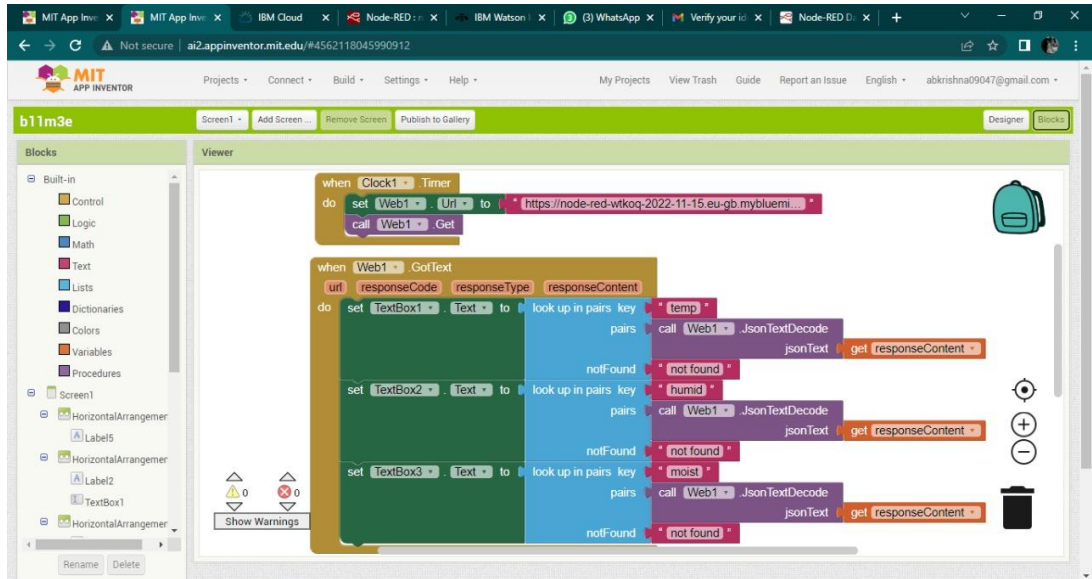 MIT App Inve
MIT App Inve
IBM Cloud
Node-RED : n
IBM Watson
(3) WhatsApp
Verify your id
Node-RED Da
Not secure
ai2.appinventor.mit.edu/#4562118045990912
MIT
APP INVENTOR
Projects
Connect
Build
Settings
Help
My Projects
View Trash
Guide
Report an Issue
English
abkrishna09047@gmail.com
b11m3e
Screen1
Add Screen ...
Remove Screen
Publish to Gallery
Designer
Blocks
Blocks
Viewer
Built-in
Control
Logic
Math
Text
Lists
Dictionaries
Colors
Variables
Procedures
Screen1
HorizontalArrangemer
Label5
HorizontalArrangemer
Label2
TextBox1
HorizontalArrangemer
Rename
Delete
when Clock1 .Timer
do set Web1 . Url to " https://node-red-wtkoq-2022-11-15.eu-gb.mybluemi... "
call Web1 .Get
when Web1 .GotText
url responseCode responseType responseContent
do set TextBox1 . Text to look up in pairs key " temp "
pairs call Web1 .JsonTextDecode
jsonText get responseContent
notFound " not found "
set TextBox2 . Text to look up in pairs key " humid "
pairs call Web1 .JsonTextDecode
jsonText get responseContent
notFound " not found "
set TextBox3 . Text to look up in pairs key " moist "
pairs call Web1 .JsonTextDecode
jsonText get responseContent
notFound " not found "
0 0
Show Warnings